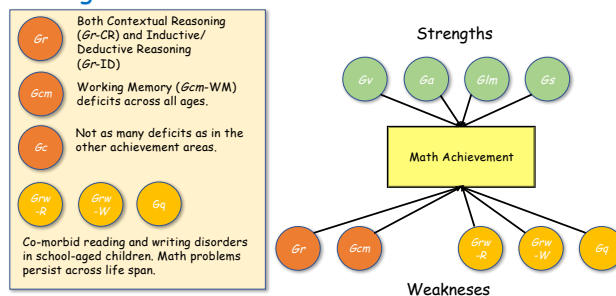 Gr
Both Contextual Reasoning
(Gr-CR) and Inductive/
Deductive Reasoning
(Gr-ID)
Gcm
Working Memory (Gcm-WM)
deficits across all ages.
Gc
Not as many deficits as in the
other achievement areas.
Grw
-R
Grw
-W
Gq
Co-morbid reading and writing disorders
in school-aged children. Math problems
persist across life span.
Strengths
Gv
Ga
Glm
Gs
Math Achievement
Gr
Gcm
Grw
-R
Grw
-W
Gq
Weakneses